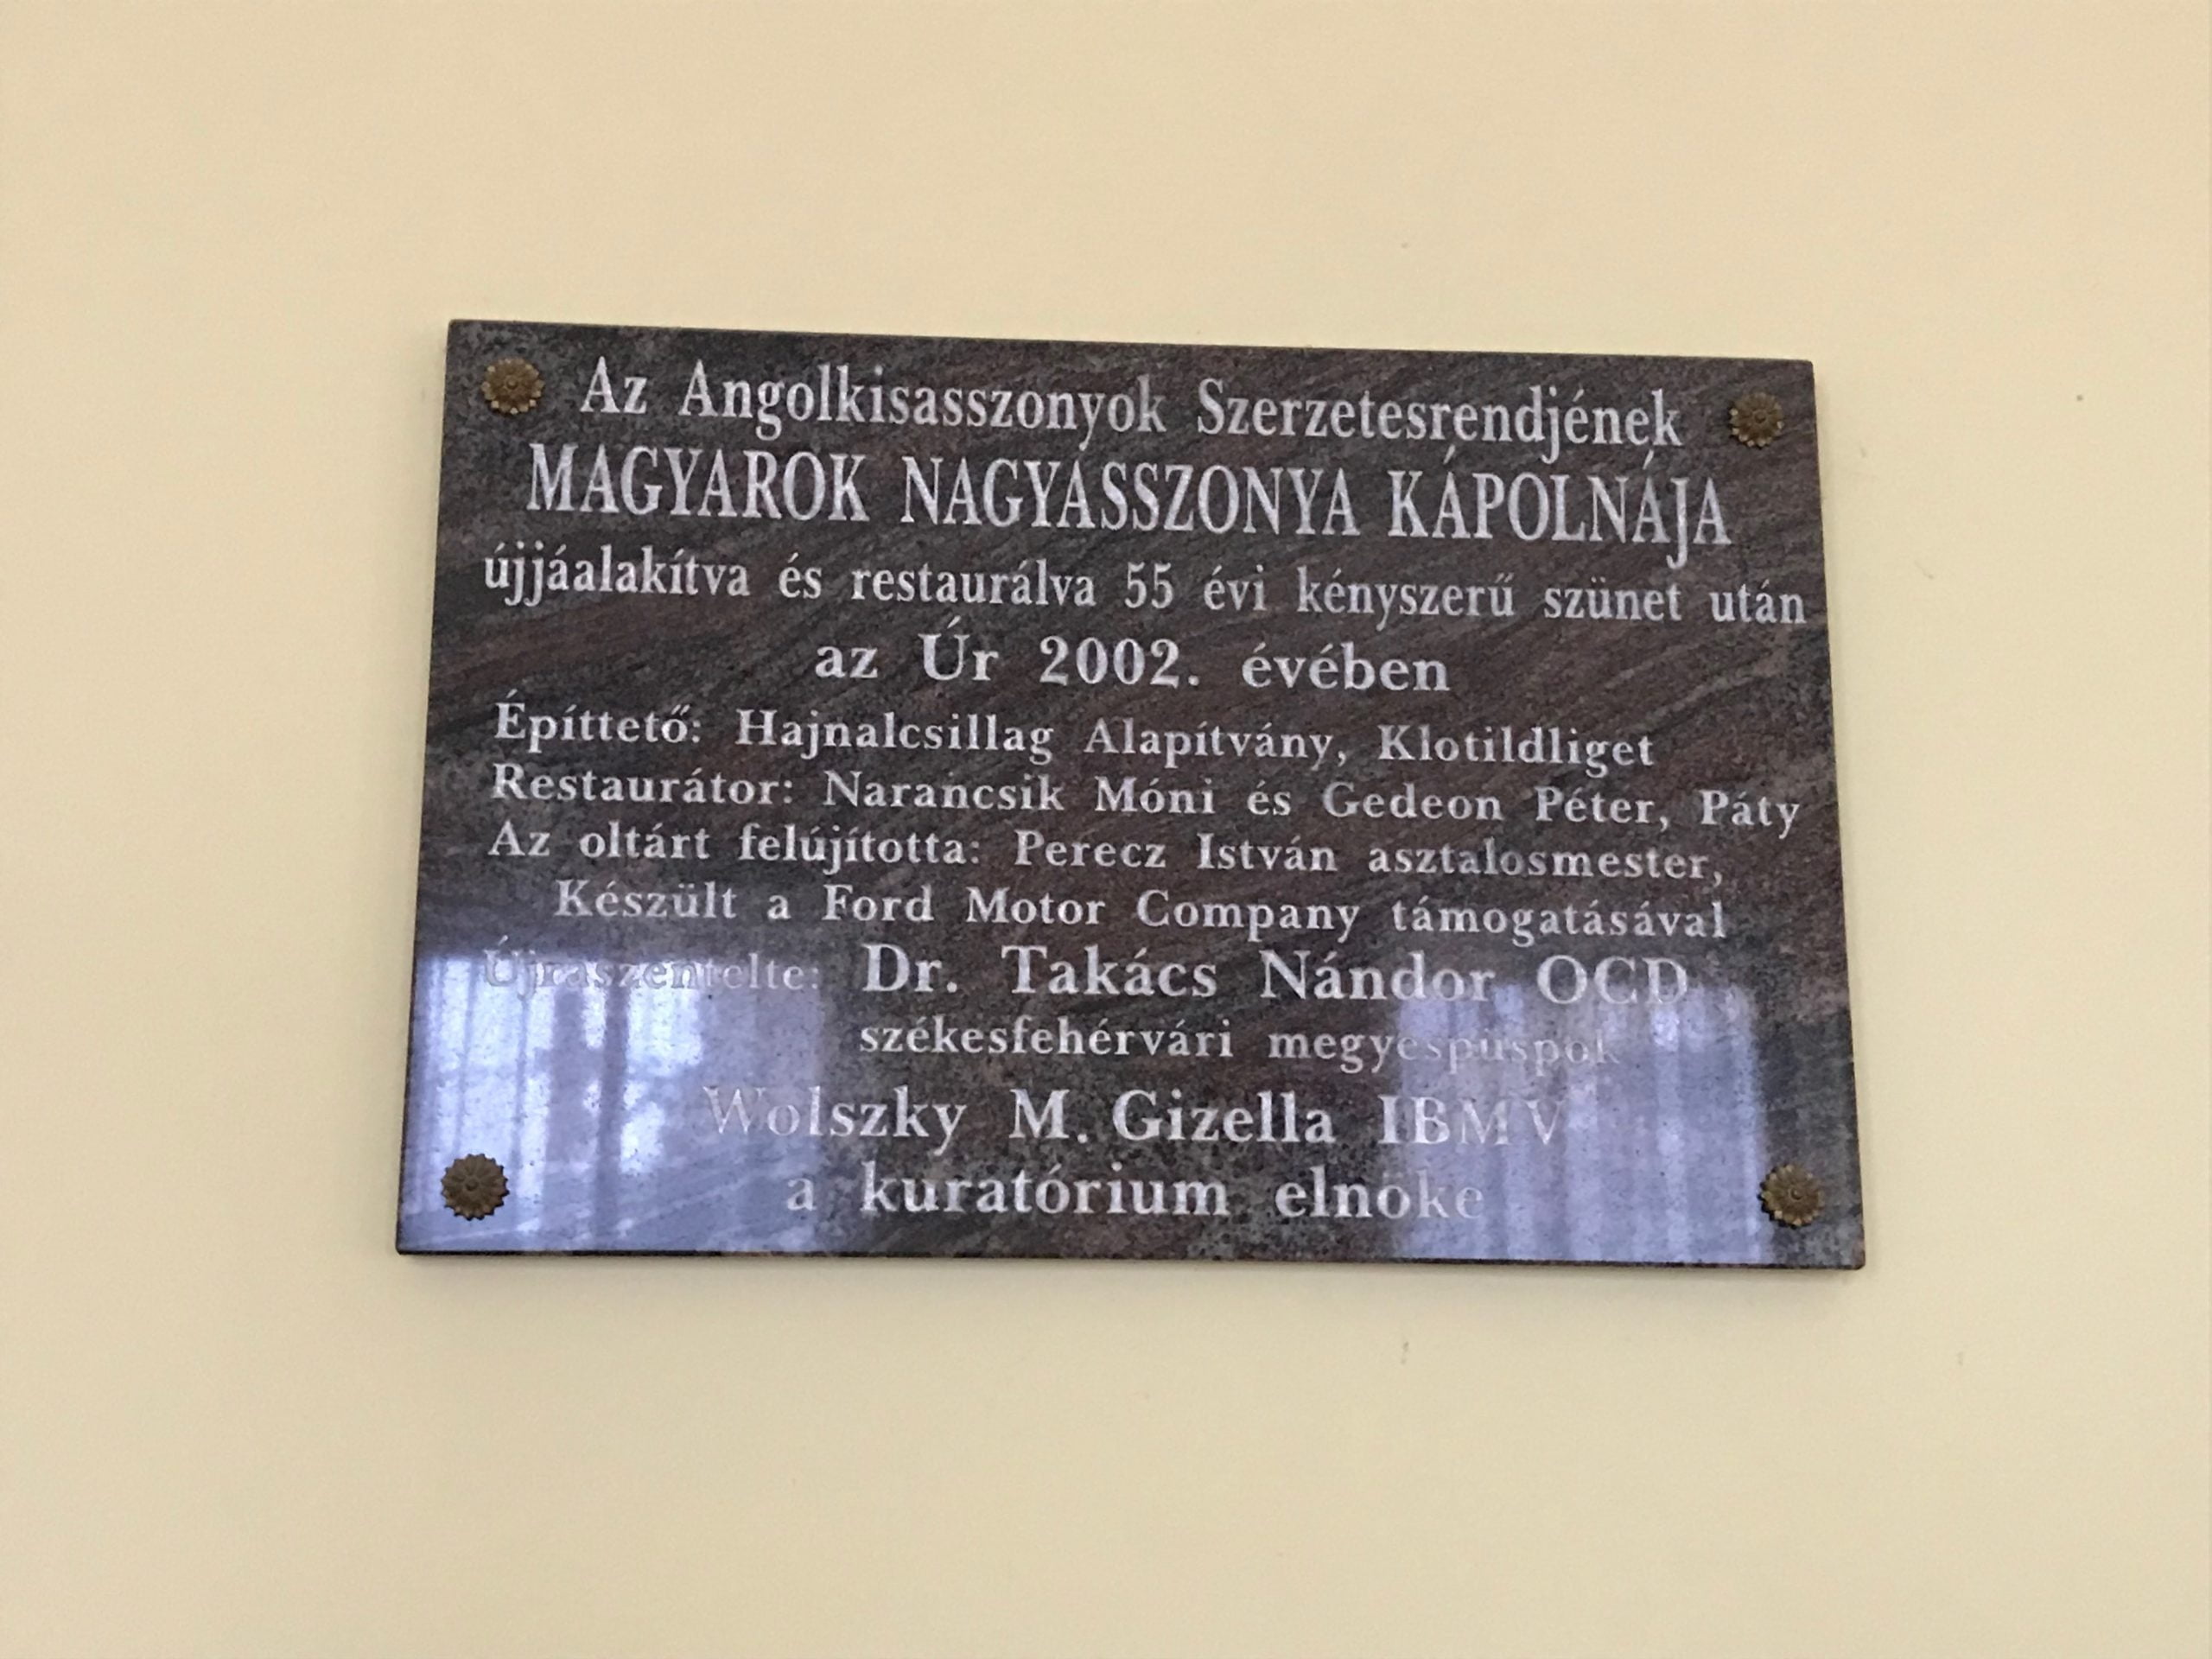 Az Angolkisasszonyok Szerzetesrendjének
MAGYAROK NAGYASSZONYA KÁPOLNÁJA
újjáalakítva és restaurálva 55 évi kényszerű szünet után
az Úr 2002. évében
Építtető: Hajnalcsillag Alapítvány, Klotildliget
Restaurátor: Narancsik Móni és Gedeon Péter, Páty
Az oltárt felújította: Perecz István asztalosmester,
Készült a Ford Motor Company támogatásával
Újraszentelte: Dr. Takács Nándor OCD
székesfehérvári megyéspüspök
Wolszky M. Gizella IBMV
a kuratórium elnöke